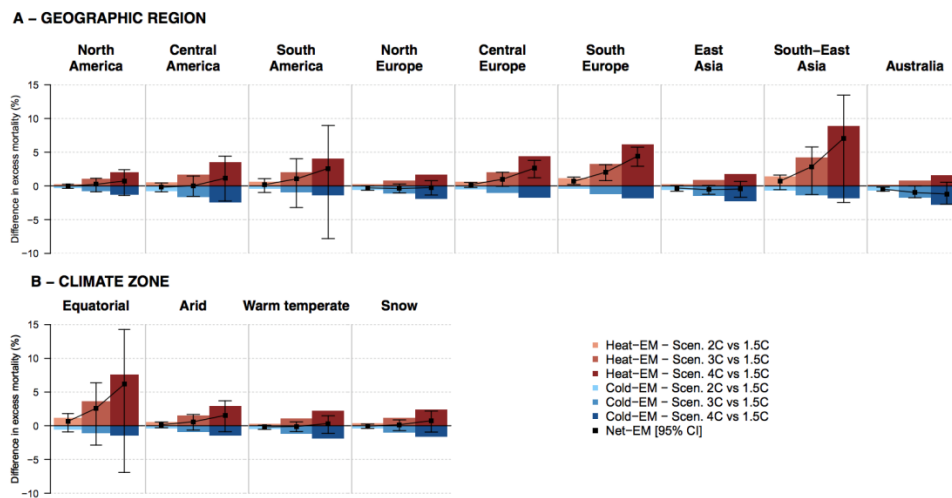 A – GEOGRAPHIC REGION
North America
Central America
South America
North Europe
Central Europe
South Europe
East Asia
South−East Asia
Australia
Difference in excess mortality (%)
15
10
5
0
−5
−10
B – CLIMATE ZONE
Equatorial
Arid
Warm temperate
Snow
Difference in excess mortality (%)
15
10
5
0
−5
−10
Heat−EM − Scen. 2C vs 1.5C
Heat−EM − Scen. 3C vs 1.5C
Heat−EM − Scen. 4C vs 1.5C
Cold−EM − Scen. 2C vs 1.5C
Cold−EM − Scen. 3C vs 1.5C
Cold−EM − Scen. 4C vs 1.5C
Net−EM [95% CI]